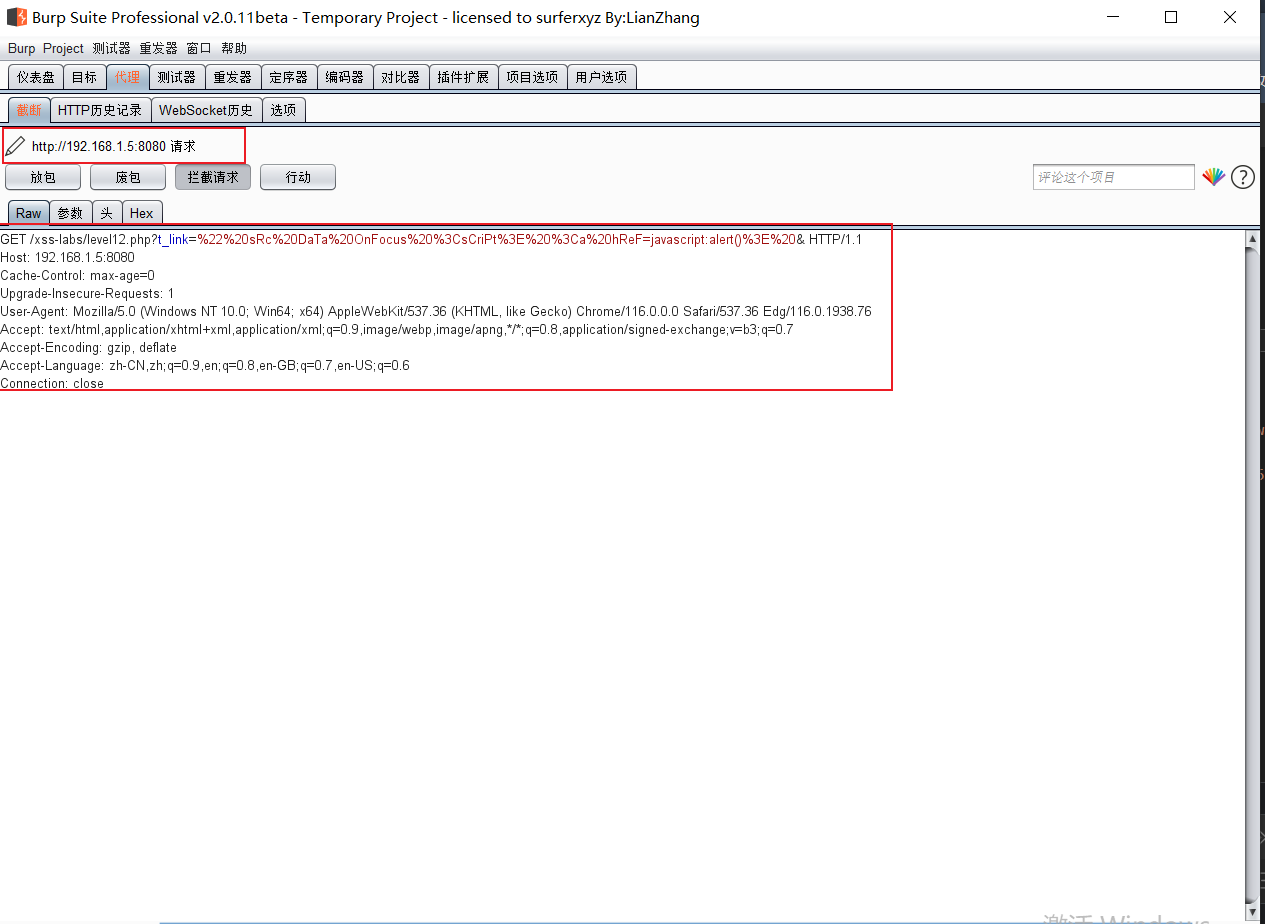 Burp Suite Professional v2.0.11beta - Temporary Project - licensed to surferxyz By:LianZhang
Burp Project 测试器 重发器 窗口 帮助
仪表盘 目标 代理 测试器 重发器 定序器 编码器 对比器 插件扩展 项目选项 用户选项
截断 HTTP历史记录 WebSocket历史 选项
http://192.168.1.5:8080 请求
放包 废包 拦截请求 行动 评论这个项目 ?
Raw 参数 头 Hex
GET /xss-labs/level12.php?t_link=%22%20sRc%20DaTa%20OnFocus%20%3CsCriPt%3E%20%3Ca%20hReF=javascript:alert()%3E%20& HTTP/1.1
Host: 192.168.1.5:8080
Cache-Control: max-age=0
Upgrade-Insecure-Requests: 1
User-Agent: Mozilla/5.0 (Windows NT 10.0; Win64; x64) AppleWebKit/537.36 (KHTML, like Gecko) Chrome/116.0.0.0 Safari/537.36 Edg/116.0.1938.76
Accept: text/html,application/xhtml+xml,application/xml;q=0.9,image/webp,image/apng,*/*;q=0.8,application/signed-exchange;v=b3;q=0.7
Accept-Encoding: gzip, deflate
Accept-Language: zh-CN,zh;q=0.9,en;q=0.8,en-GB;q=0.7,en-US;q=0.6
Connection: close
激活 Windows